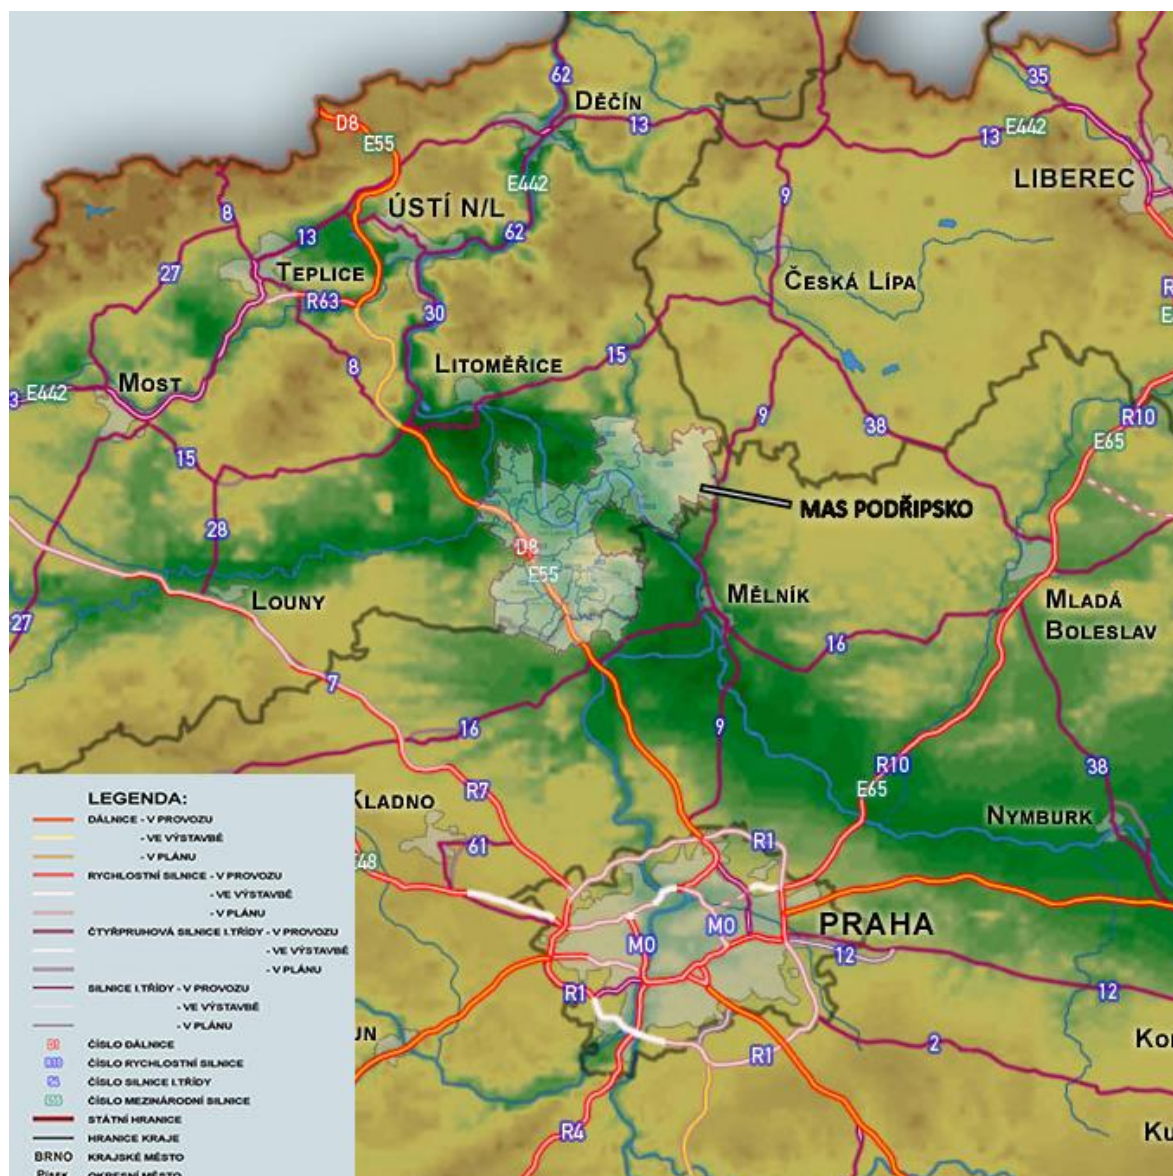 62
35
DĚČÍN
D8
E55
13
E442
13
LIBEREC
E442
9
ÚSTÍ N/L
8
13
62
27
TEPLICE
ČESKÁ LÍPA
R63
30
LITOMĚŘICE
15
8
MOST
3
E442
9
38
R10
E65
15
MAS PODŘIPSKO
28
D8
E55
LOUNY
MĚLNÍK
MLADÁ
BOLESLAV
27
16
7
16
9
R10
38
E65
KLADNO
R7
NYMBURK
R1
61
E48
PRAHA
M0
M0
12
R1
12
2
R1
R4
LEGENDA:
DÁLNICE - V PROVOZU
- VE VÝSTAVBĚ
- V PLÁNU
RYCHLOSTNÍ SILNICE - V PROVOZU
- VE VÝSTAVBĚ
- V PLÁNU
ČTYŘPRUHOVÁ SILNICE I.TŘÍDY - V PROVOZU
- VE VÝSTAVBĚ
- V PLÁNU
SILNICE I.TŘÍDY - V PROVOZU
- VE VÝSTAVBĚ
- V PLÁNU
ČÍSLO DÁLNICE
ČÍSLO RYCHLOSTNÍ SILNICE
ČÍSLO SILNICE I.TŘÍDY
ČÍSLO MEZINÁRODNÍ SILNICE
STÁTNÍ HRANICE
HRANICE KRAJE
BRNO KRAJSKÉ MĚSTO
PÍSEK OKRESNÍ MĚSTO